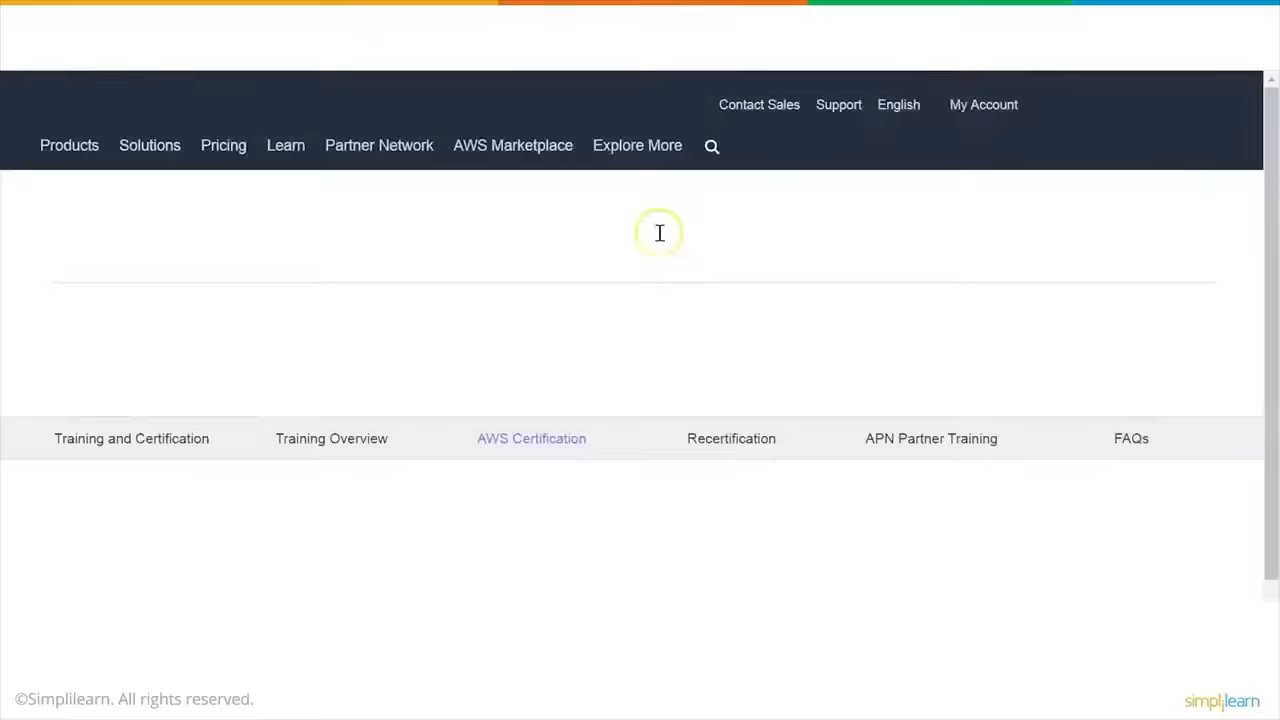 Contact Sales Support English My Account
Products Solutions Pricing Learn Partner Network AWS Marketplace Explore More
Training and Certification Training Overview AWS Certification Recertification APN Partner Training FAQs
©Simplilearn. All rights reserved.
simplilearn